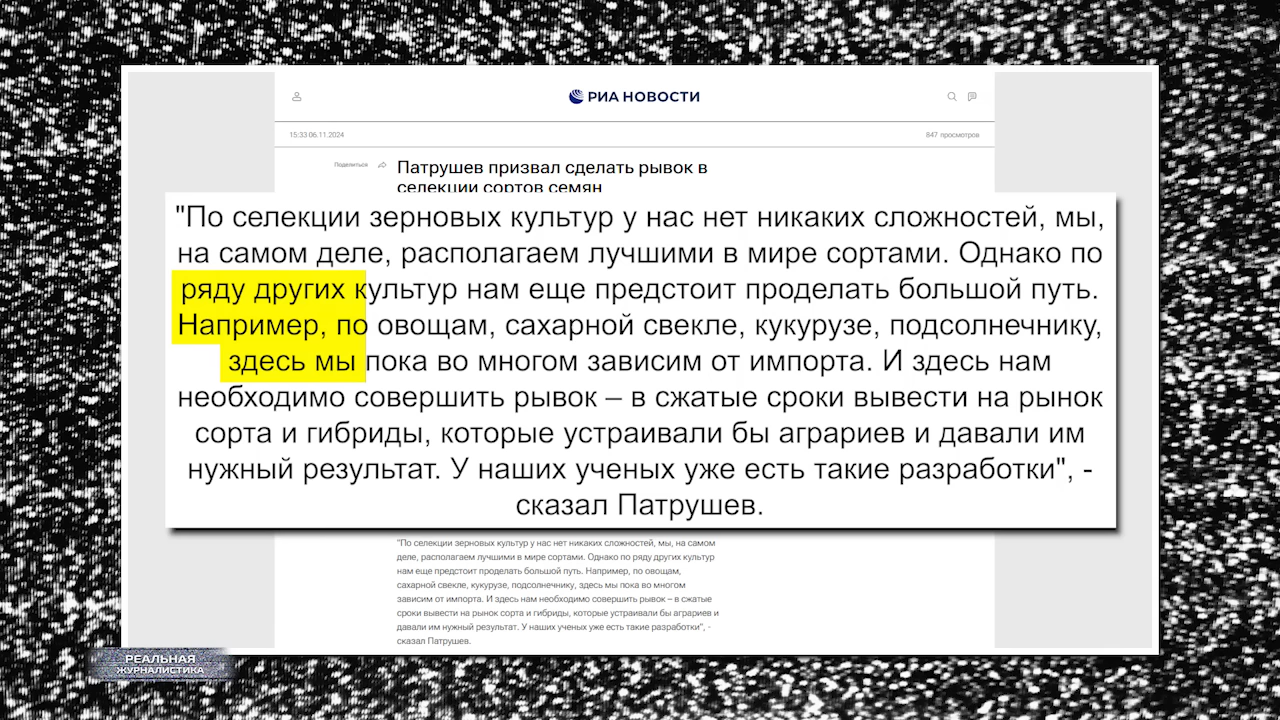 РИА НОВОСТИ
15:33 06.11.2024
847 просмотров
Поделиться
Патрушев призвал сделать рывок в
селекции сортов семян
"По селекции зерновых культур у нас нет никаких сложностей, мы,
на самом деле, располагаем лучшими в мире сортами. Однако по
ряду других культур нам еще предстоит проделать большой путь.
Например, по овощам, сахарной свекле, кукурузе, подсолнечнику,
здесь мы пока во многом зависим от импорта. И здесь нам
необходимо совершить рывок – в сжатые сроки вывести на рынок
сорта и гибриды, которые устраивали бы аграриев и давали им
нужный результат. У наших ученых уже есть такие разработки", -
сказал Патрушев.
"По селекции зерновых культур у нас нет никаких сложностей, мы, на самом
деле, располагаем лучшими в мире сортами. Однако по ряду других культур
нам еще предстоит проделать большой путь. Например, по овощам,
сахарной свекле, кукурузе, подсолнечнику, здесь мы пока во многом
зависим от импорта. И здесь нам необходимо совершить рывок – в сжатые
сроки вывести на рынок сорта и гибриды, которые устраивали бы аграриев и
давали им нужный результат. У наших ученых уже есть такие разработки", -
сказал Патрушев.
РЕАЛЬНАЯ
ЖУРНАЛИСТИКА